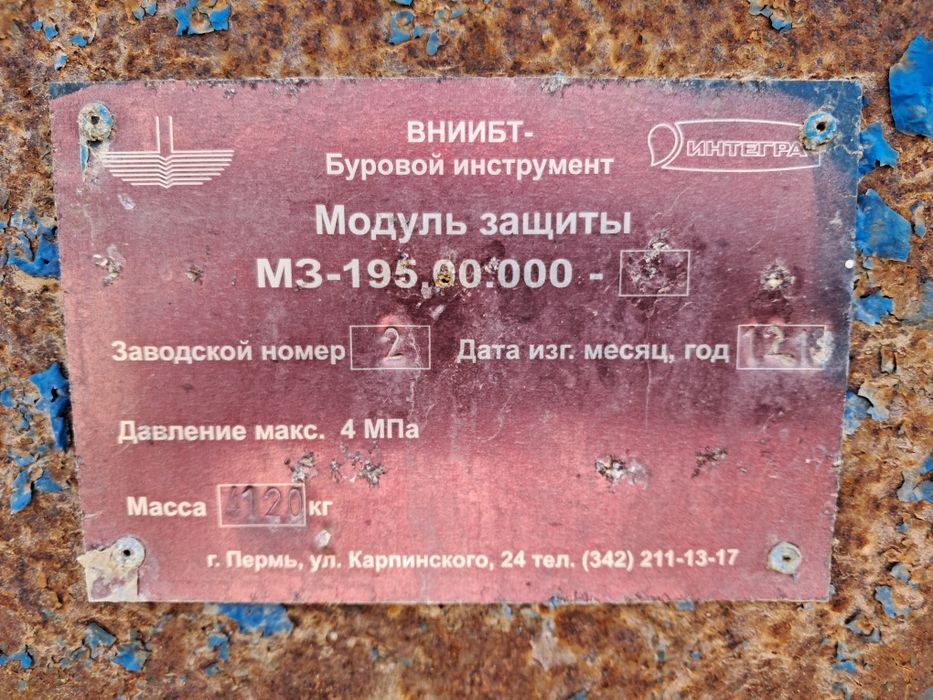 ВНИИБТ-
Буровой инструмент
ИНТЕГРА
Модуль защиты
МЗ-195.00.000 -
Заводской номер 2 Дата изг. месяц, год
Давление макс. 4 МПа
Масса 4120 кг
г. Пермь, ул. Карпинского, 24 тел. (342) 211-13-17